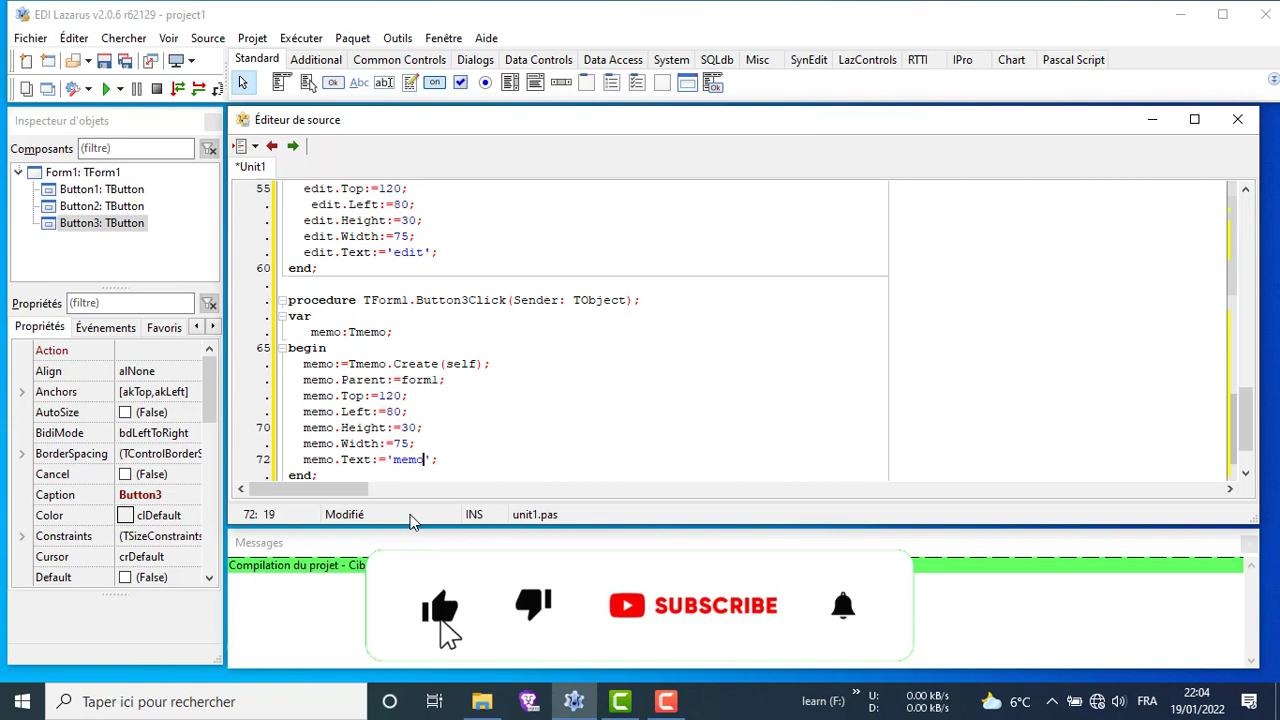 EDI Lazarus v2.0.6 r62129 - project1
Fichier Éditer Chercher Voir Source Projet Exécuter Paquet Outils Fenêtre Aide
Standard Additional Common Controls Dialogs Data Controls Data Access System SQLdb Misc SynEdit LazControls RTTI IPro Chart Pascal Script
Ok Abc abI on Ok
Inspecteur d'objets
Composants (filtre)
Form1: TForm1
Button1: TButton
Button2: TButton
Button3: TButton
Propriétés (filtre)
Propriétés Événements Favoris
Action
Align alNone
Anchors [akTop,akLeft]
AutoSize (False)
BidiMode bdLeftToRight
BorderSpacing (TControlBorderS
Cancel (False)
Caption Button3
Color clDefault
Constraints (TSizeConstraints
Cursor crDefault
Default (False)
Éditeur de source
*Unit1
55 edit.Top:=120;
. edit.Left:=80;
. edit.Height:=30;
. edit.Width:=75;
. edit.Text:='edit';
60 end;
.
. procedure TForm1.Button3Click(Sender: TObject);
. var
. memo:Tmemo;
65 begin
. memo:=Tmemo.Create(self);
. memo.Parent:=form1;
. memo.Top:=120;
. memo.Left:=80;
70 memo.Height:=30;
. memo.Width:=75;
72 memo.Text:='memo';
. end;
72: 19 Modifié INS unit1.pas
Messages
Compilation du projet - Cib
SUBSCRIBE
Taper ici pour rechercher
learn (F:) »
U: 0.00 kB/s
D: 0.00 kB/s
6°C
FRA
22:04
19/01/2022